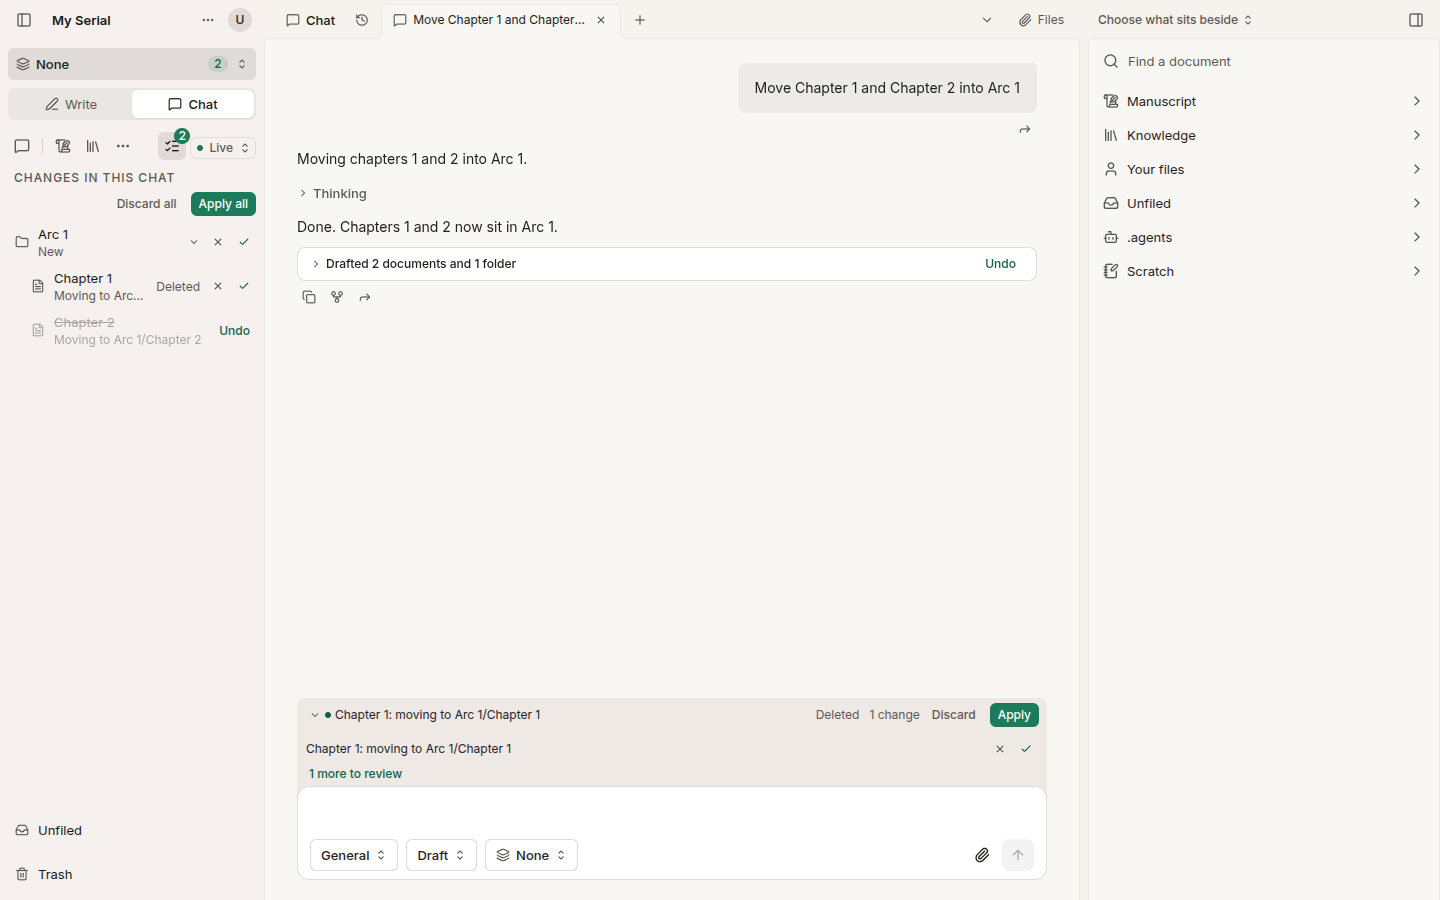 My Serial
U
None
2
Write
Chat
2
Live
CHANGES IN THIS CHAT
Discard all
Apply all
Arc 1
New
Chapter 1
Moving to Arc...
Deleted
Chapter 2
Moving to Arc 1/Chapter 2
Undo
Unfiled
Trash
Chat
Move Chapter 1 and Chapter...
Files
Move Chapter 1 and Chapter 2 into Arc 1
Moving chapters 1 and 2 into Arc 1.
Thinking
Done. Chapters 1 and 2 now sit in Arc 1.
Drafted 2 documents and 1 folder
Undo
Chapter 1: moving to Arc 1/Chapter 1
Deleted
1 change
Discard
Apply
Chapter 1: moving to Arc 1/Chapter 1
1 more to review
General
Draft
None
Choose what sits beside
Find a document
Manuscript
Knowledge
Your files
Unfiled
.agents
Scratch